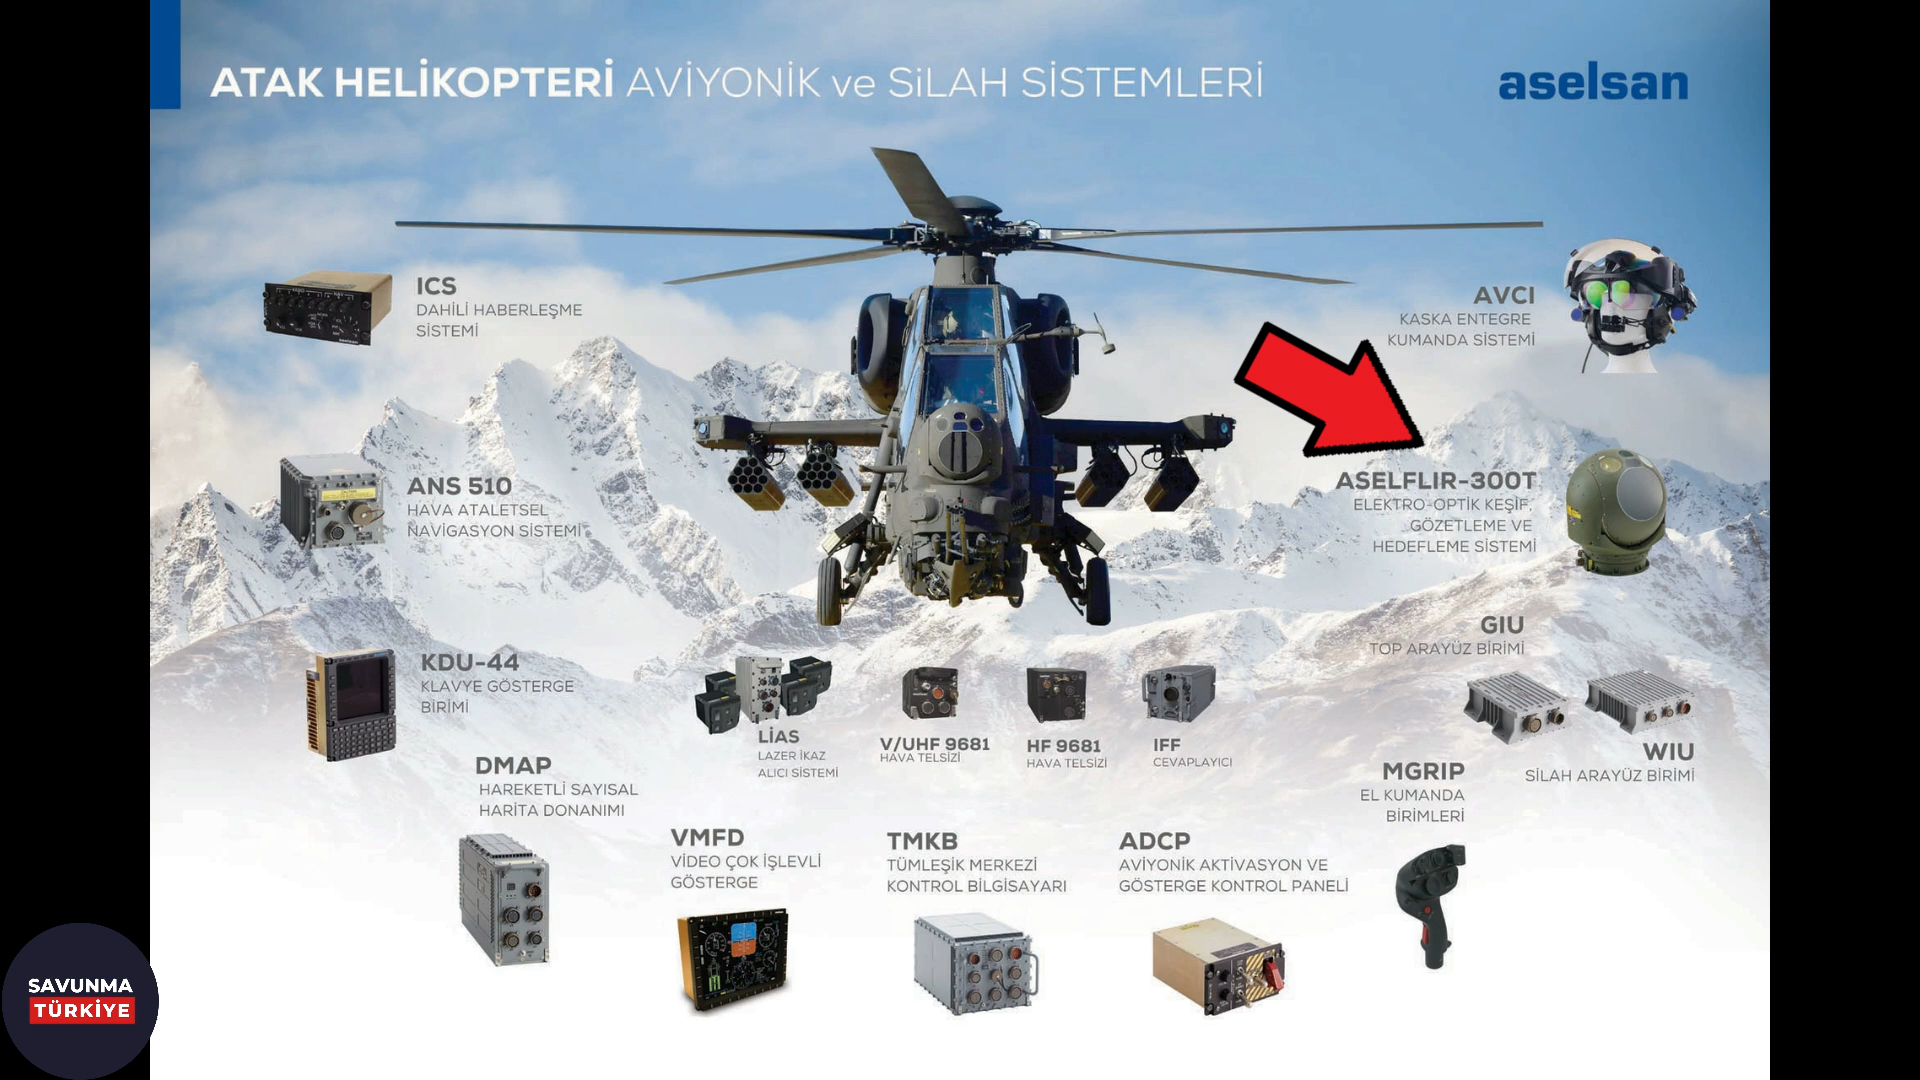 ATAK HELİKOPTERİ AVİYONİK ve SiLAH SİSTEMLERİ
aselsan
ICS
DAHİLİ HABERLEŞME
SİSTEMİ
AVCI
KASKA ENTEGRE
KUMANDA SİSTEMİ
ANS 510
HAVA ATALETSEL
NAVİGASYON SİSTEMİ
ASELFLIR-300T
ELEKTRO-OPTİK KEŞİF,
GÖZETLEME VE
HEDEFLEME SİSTEMİ
KDU-44
KLAVYE GÖSTERGE
BİRİMİ
LİAS
LAZER İKAZ
ALICI SİSTEMİ
V/UHF 9681
HAVA TELSİZİ
HF 9681
HAVA TELSİZİ
IFF
CEVAPLAYICI
GIU
TOP ARAYÜZ BİRİMİ
WIU
SİLAH ARAYÜZ BİRİMİ
DMAP
HAREKETLİ SAYISAL
HARİTA DONANIMI
VMFD
VİDEO ÇOK İŞLEVLİ
GÖSTERGE
TMKB
TÜMLEŞİK MERKEZİ
KONTROL BİLGİSAYARI
ADCP
AVİYONİK AKTİVASYON VE
GÖSTERGE KONTROL PANELİ
MGRIP
EL KUMANDA
BİRİMLERİ
SAVUNMA
TÜRKİYE